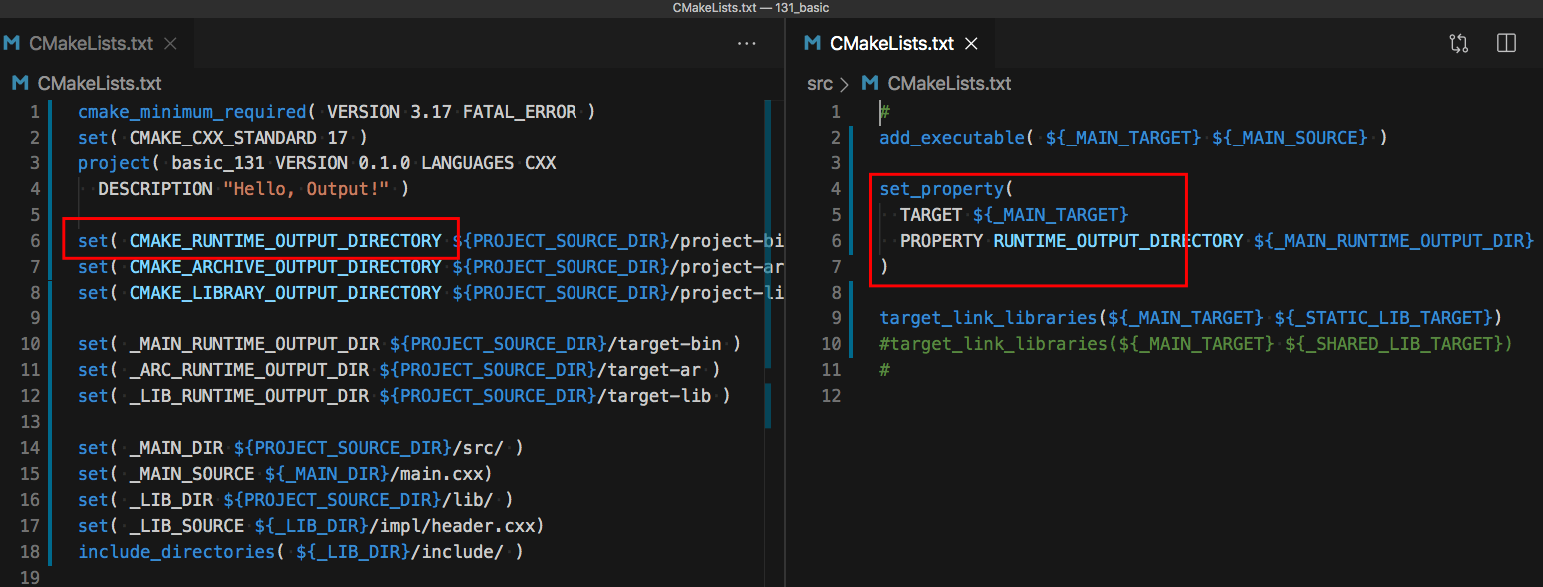 CMakeLists.txt — 131_basic
CMakeLists.txt
CMakeLists.txt
1 cmake_minimum_required( VERSION 3.17 FATAL_ERROR )
2 set( CMAKE_CXX_STANDARD 17 )
3 project( basic_131 VERSION 0.1.0 LANGUAGES CXX
4 DESCRIPTION "Hello, Output!" )
5
6 set( CMAKE_RUNTIME_OUTPUT_DIRECTORY ${PROJECT_SOURCE_DIR}/project-bi
7 set( CMAKE_ARCHIVE_OUTPUT_DIRECTORY ${PROJECT_SOURCE_DIR}/project-ar
8 set( CMAKE_LIBRARY_OUTPUT_DIRECTORY ${PROJECT_SOURCE_DIR}/project-li
9
10 set( _MAIN_RUNTIME_OUTPUT_DIR ${PROJECT_SOURCE_DIR}/target-bin )
11 set( _ARC_RUNTIME_OUTPUT_DIR ${PROJECT_SOURCE_DIR}/target-ar )
12 set( _LIB_RUNTIME_OUTPUT_DIR ${PROJECT_SOURCE_DIR}/target-lib )
13
14 set( _MAIN_DIR ${PROJECT_SOURCE_DIR}/src/ )
15 set( _MAIN_SOURCE ${_MAIN_DIR}/main.cxx)
16 set( _LIB_DIR ${PROJECT_SOURCE_DIR}/lib/ )
17 set( _LIB_SOURCE ${_LIB_DIR}/impl/header.cxx)
18 include_directories( ${_LIB_DIR}/include/ )
19
CMakeLists.txt
src > CMakeLists.txt
1 #
2 add_executable( ${_MAIN_TARGET} ${_MAIN_SOURCE} )
3
4 set_property(
5 TARGET ${_MAIN_TARGET}
6 PROPERTY RUNTIME_OUTPUT_DIRECTORY ${_MAIN_RUNTIME_OUTPUT_DIR}
7 )
8
9 target_link_libraries(${_MAIN_TARGET} ${_STATIC_LIB_TARGET})
10 #target_link_libraries(${_MAIN_TARGET} ${_SHARED_LIB_TARGET})
11 #
12